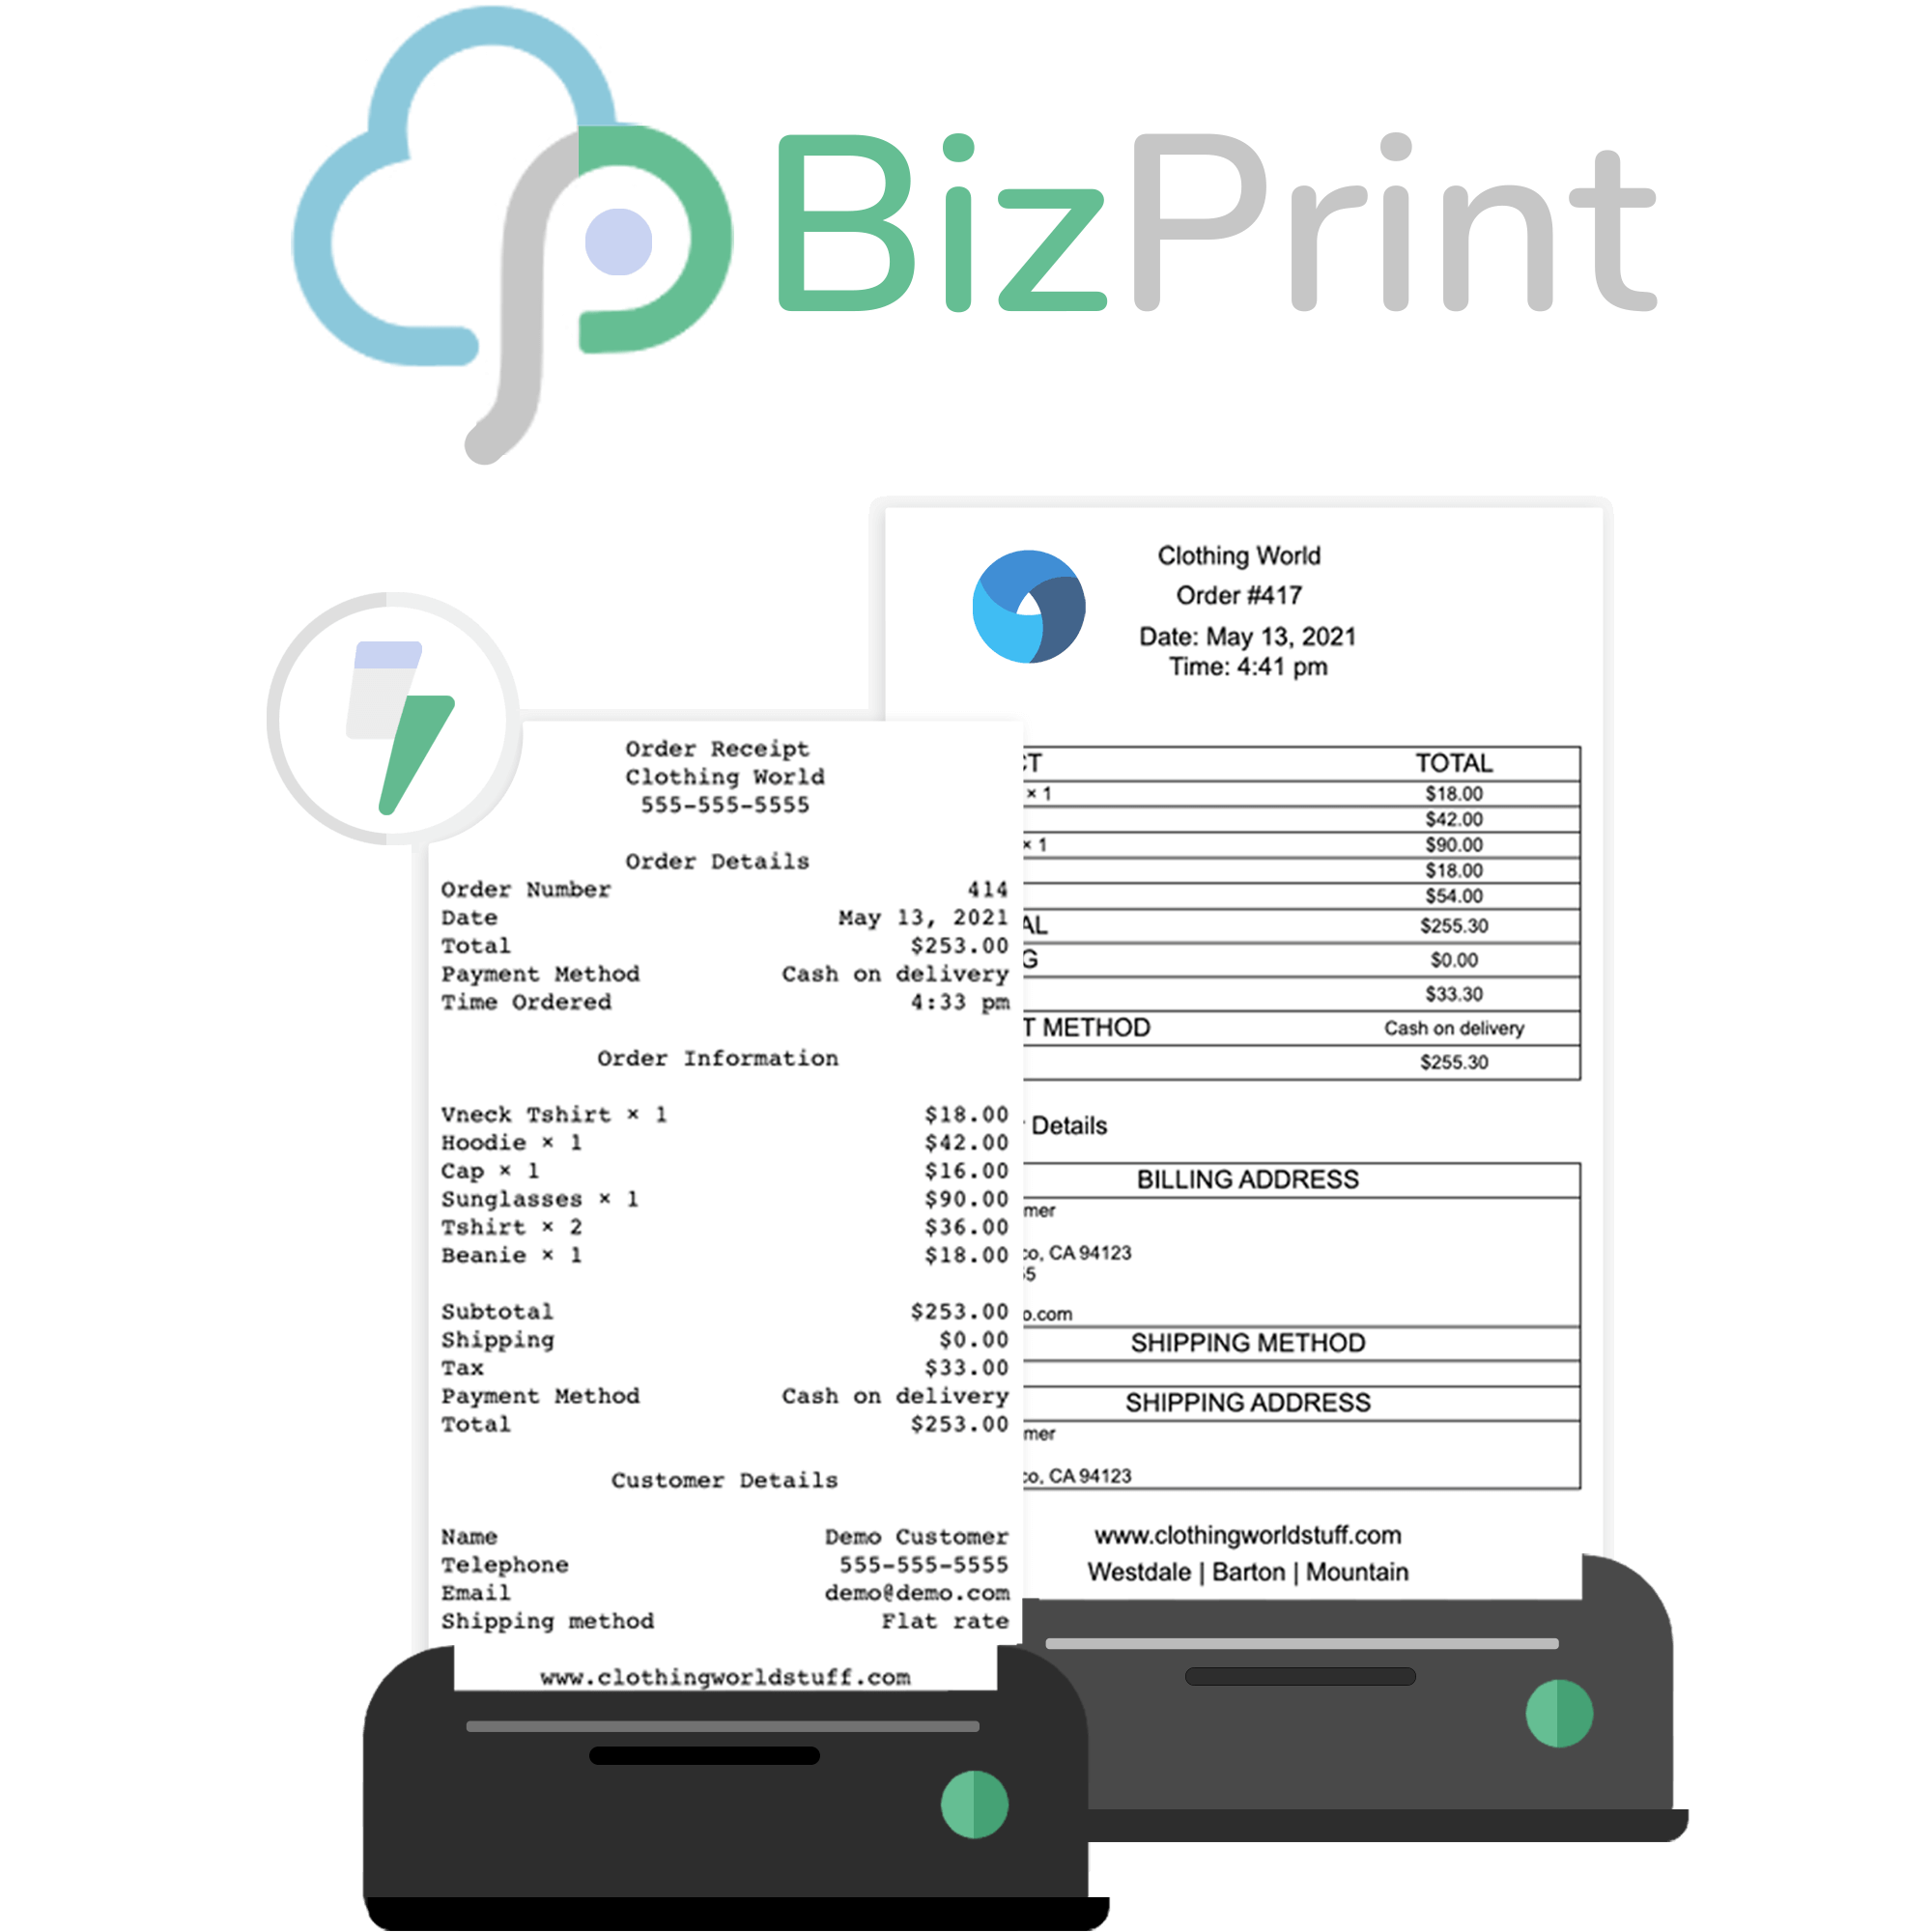 BizPrint
Clothing World
Order #417
Date: May 13, 2021
Time: 4:41 pm
TOTAL
× 1 $18.00
$42.00
× 1 $90.00
$18.00
$54.00
$255.30
$0.00
$33.30
METHOD Cash on delivery
$255.30
Details
BILLING ADDRESS
CA 94123
SHIPPING METHOD
SHIPPING ADDRESS
CA 94123
www.clothingworldstuff.com
Westdale | Barton | Mountain
Order Receipt
Clothing World
555-555-5555
Order Details
Order Number 414
Date May 13, 2021
Total $253.00
Payment Method Cash on delivery
Time Ordered 4:33 pm
Order Information
Vneck Tshirt × 1 $18.00
Hoodie × 1 $42.00
Cap × 1 $16.00
Sunglasses × 1 $90.00
Tshirt × 2 $36.00
Beanie × 1 $18.00
Subtotal $253.00
Shipping $0.00
Tax $33.00
Payment Method Cash on delivery
Total $253.00
Customer Details
Name Demo Customer
Telephone 555-555-5555
Email demo@demo.com
Shipping method Flat rate
www.clothingworldstuff.com